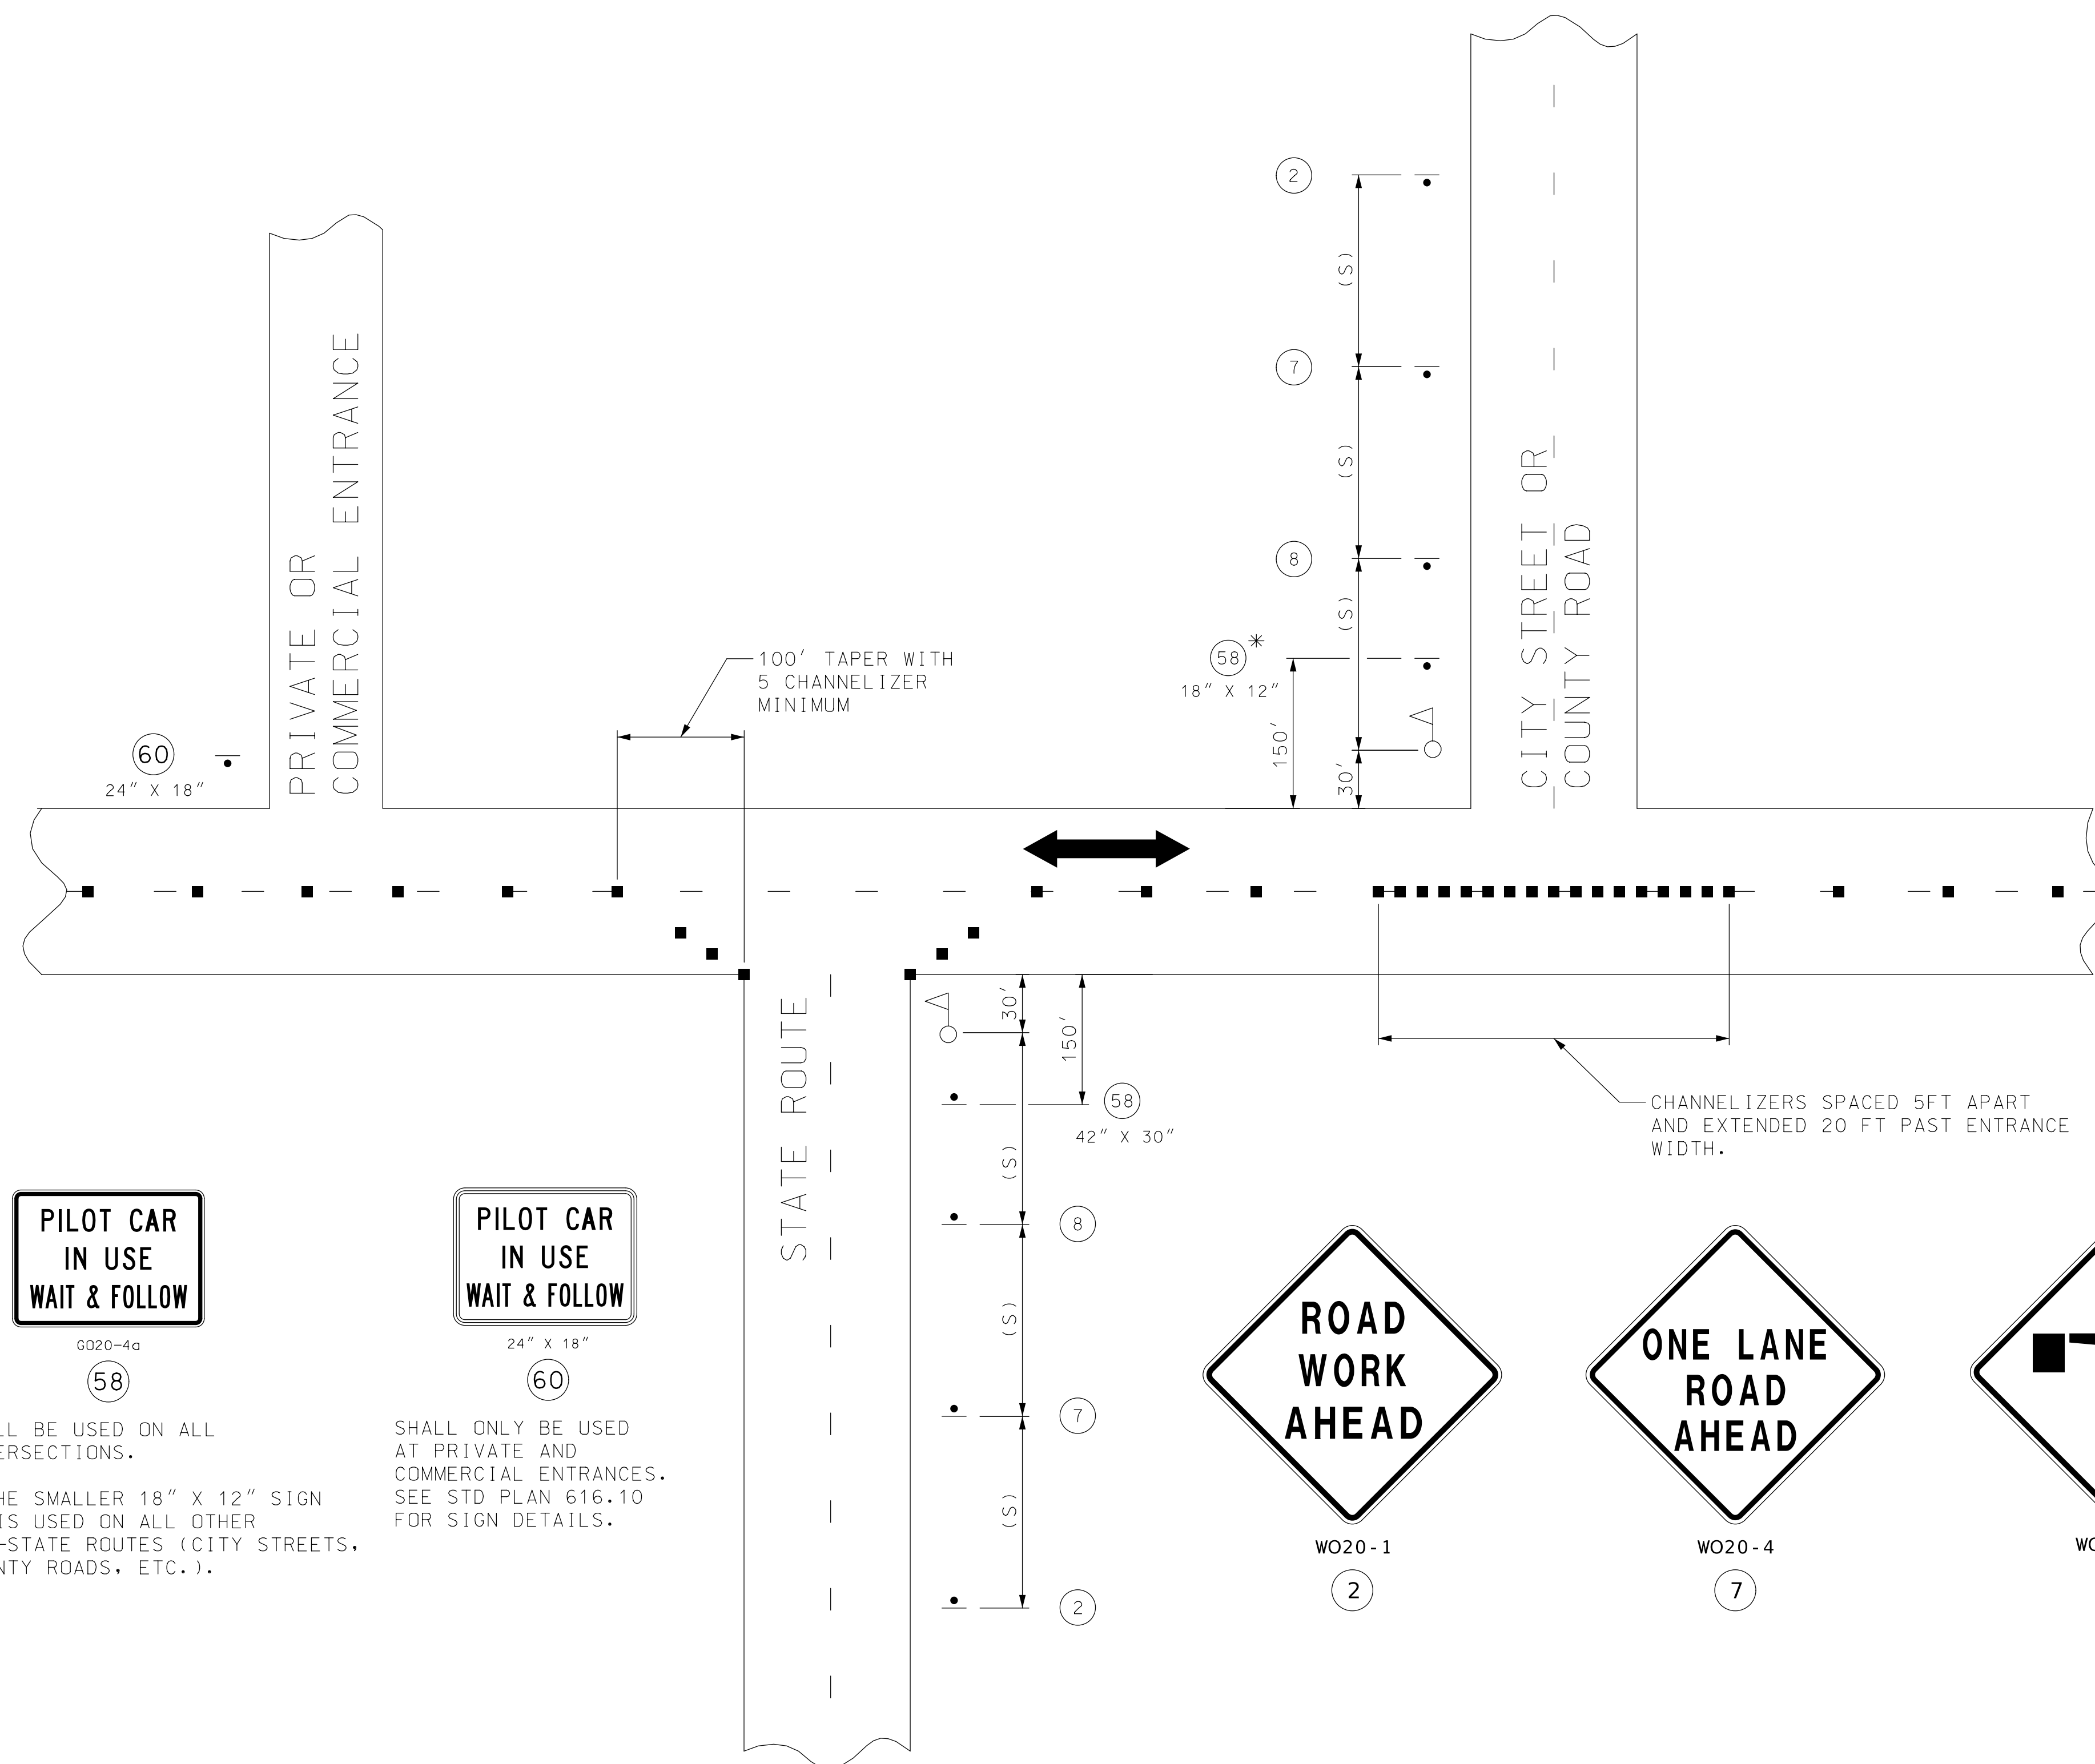 2
(S)
7
(S)
8
(S)
58 *
18" X 12"
150'
30'
CITY STREET OR
COUNTY ROAD
PRIVATE OR
COMMERCIAL ENTRANCE
60
24" X 18"
100' TAPER WITH
5 CHANNELIZER
MINIMUM
STATE ROUTE
30'
150'
58
42" X 30"
(S)
8
(S)
7
(S)
2
CHANNELIZERS SPACED 5FT APART
AND EXTENDED 20 FT PAST ENTRANCE
WIDTH.
PILOT CAR
IN USE
WAIT & FOLLOW
GO20-4a
58
BE USED ON ALL
THE SMALLER 18" X 12" SIGN
IS USED ON ALL OTHER
-STATE ROUTES (CITY STREETS,
ROADS, ETC.).
PILOT CAR
IN USE
WAIT & FOLLOW
24" X 18"
60
SHALL ONLY BE USED
AT PRIVATE AND
COMMERCIAL ENTRANCES.
SEE STD PLAN 616.10
FOR SIGN DETAILS.
ROAD
WORK
AHEAD
WO20-1
2
ONE LANE
ROAD
AHEAD
WO20-4
7